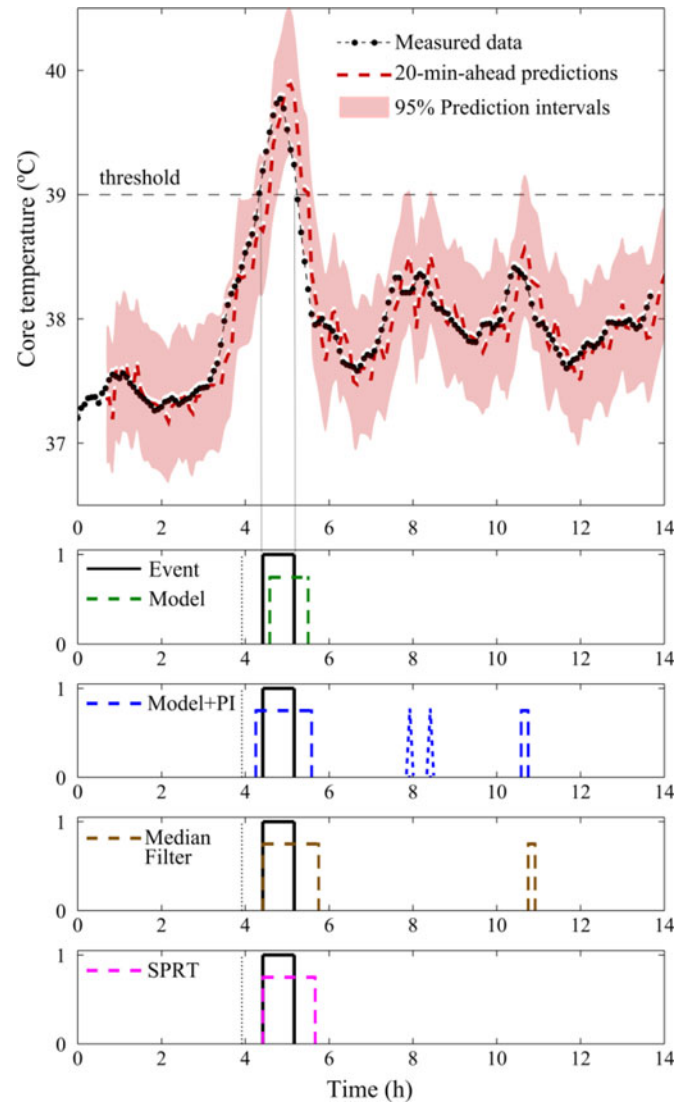 Core temperature (ºC)
40
39
38
37
Measured data
20-min-ahead predictions
95% Prediction intervals
threshold
0 2 4 6 8 10 12 14
1
0
Event
Model
0 2 4 6 8 10 12 14
1
0
Model+PI
0 2 4 6 8 10 12 14
1
0
Median
Filter
0 2 4 6 8 10 12 14
1
0
SPRT
0 2 4 6 8 10 12 14
Time (h)